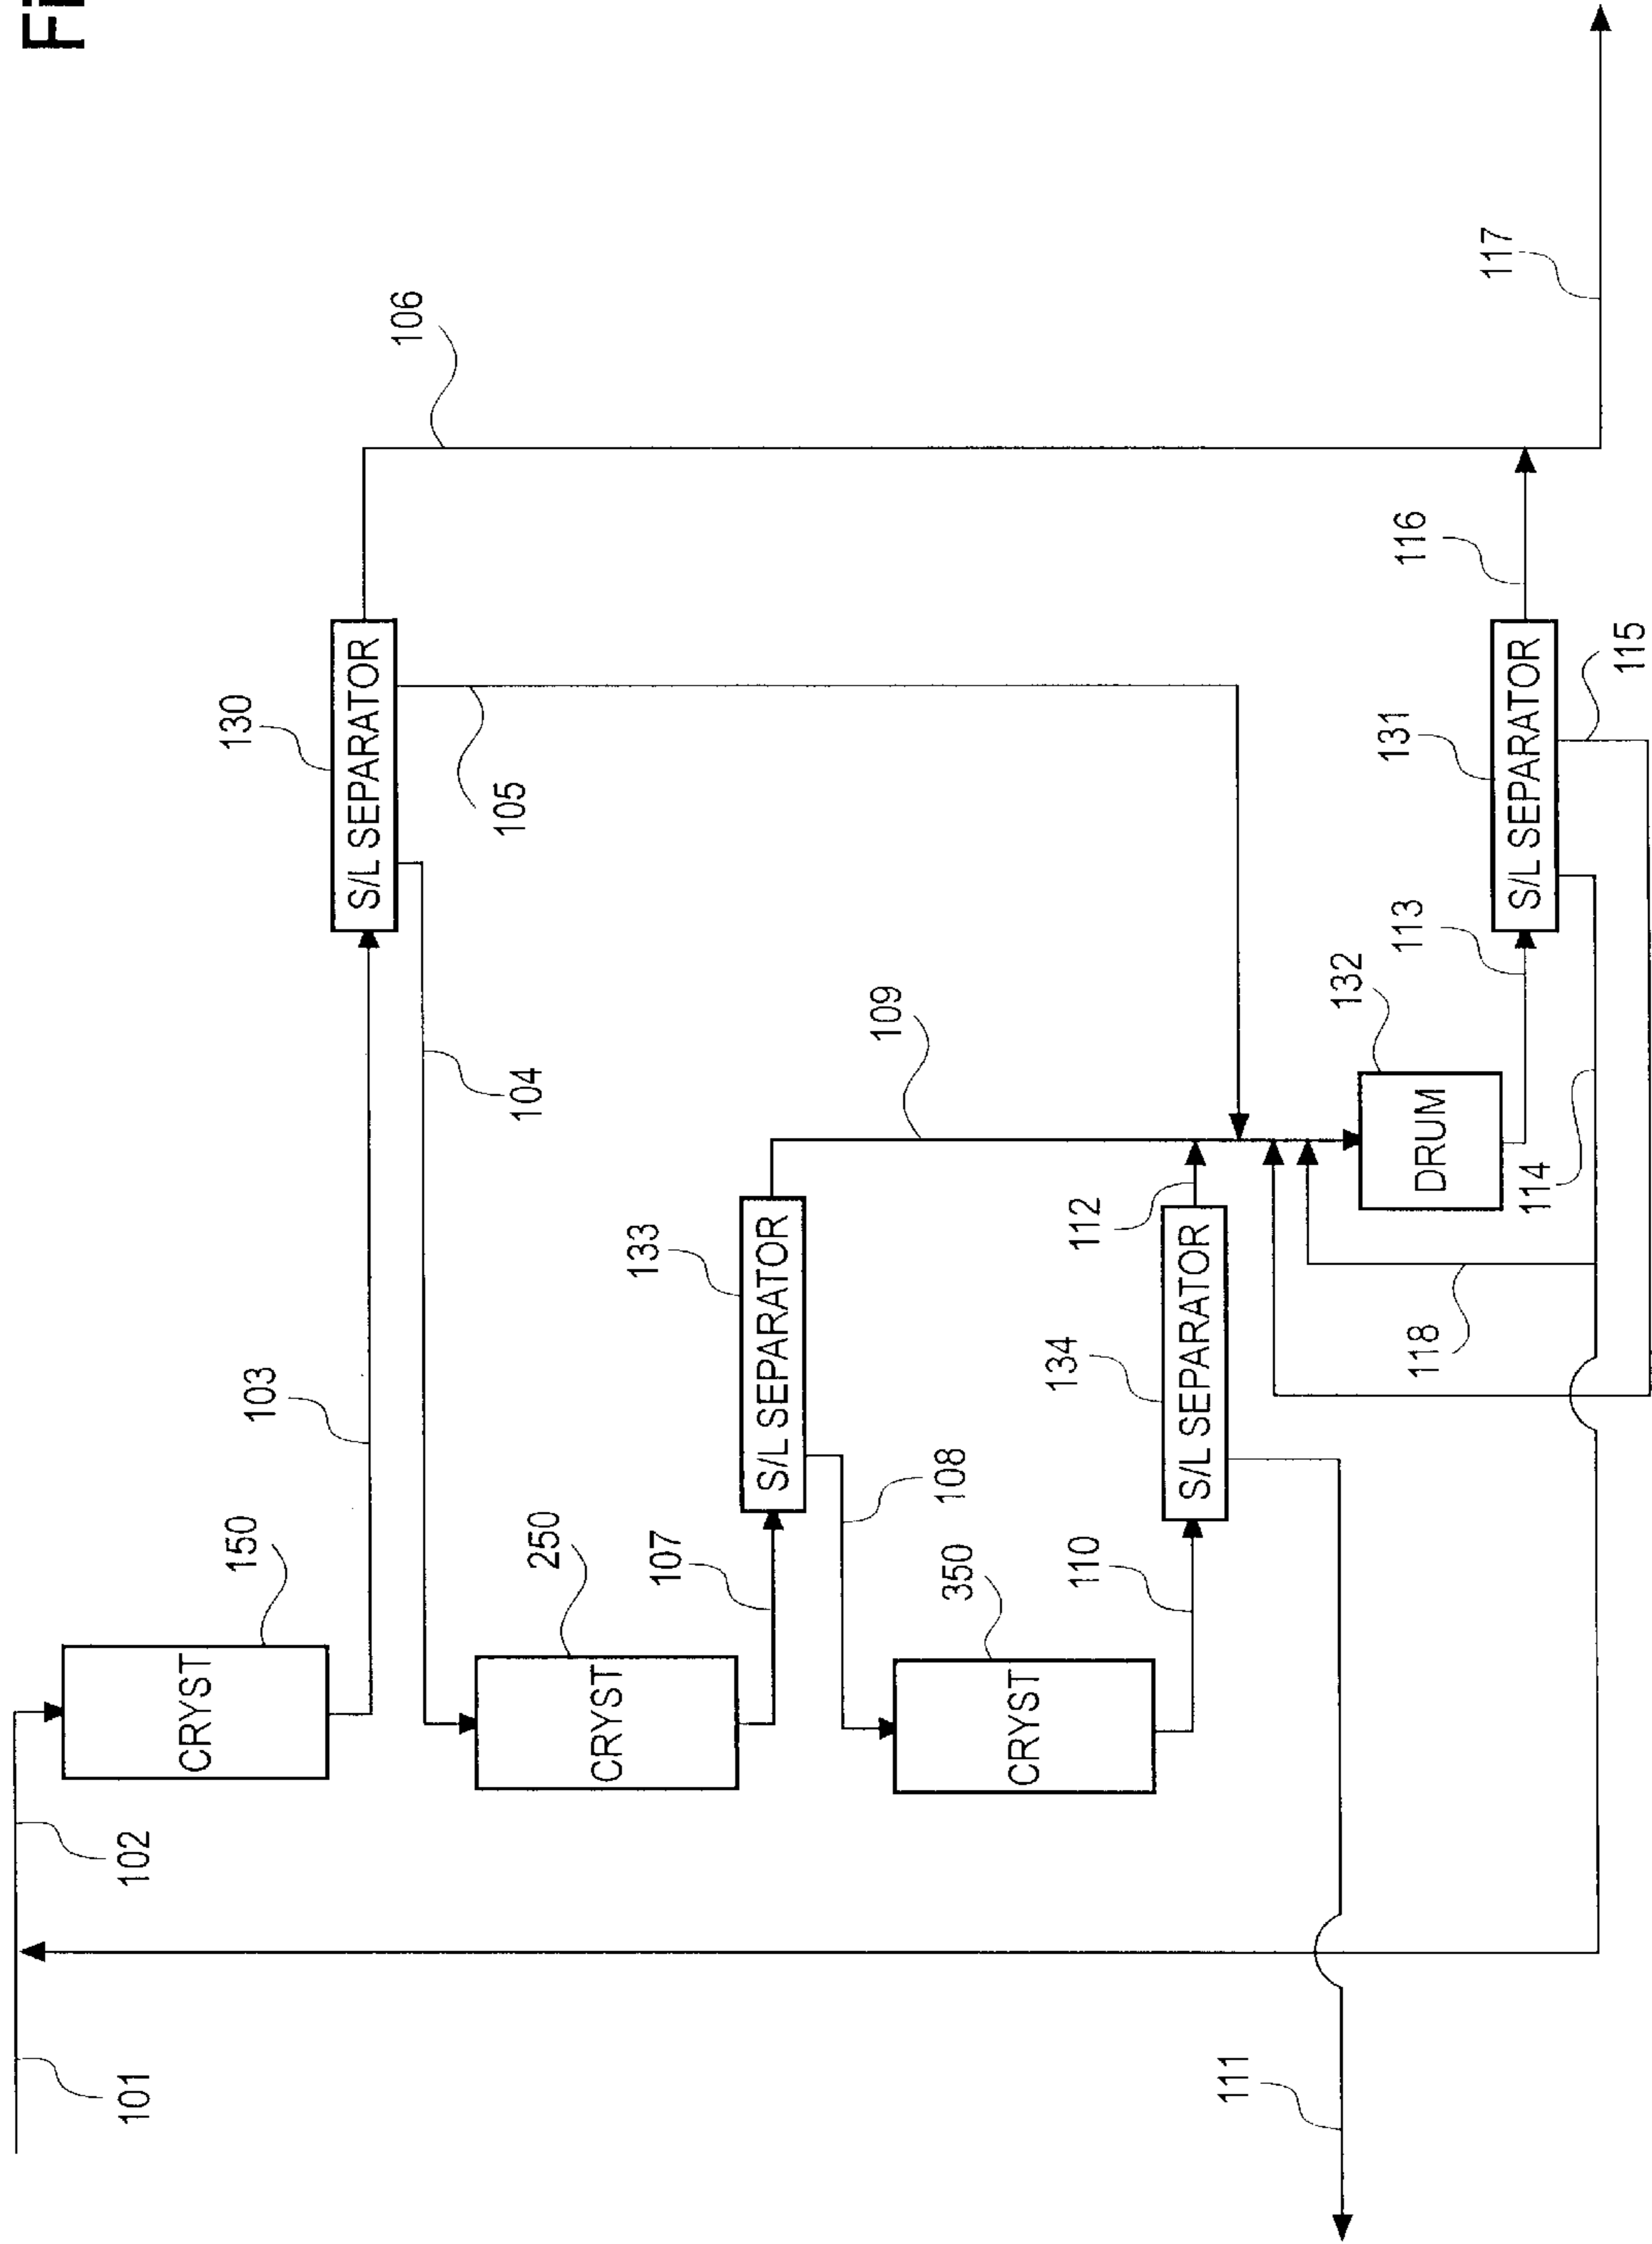 Fi
101
102
CRYST
150
103
130
S/L SEPARATOR
106
104
105
250
CRYST
107
133
S/L SEPARATOR
109
108
350
CRYST
110
134
112
S/L SEPARATOR
111
132
113
131
116
118
DRUM
117
S/L SEPARATOR
114
115